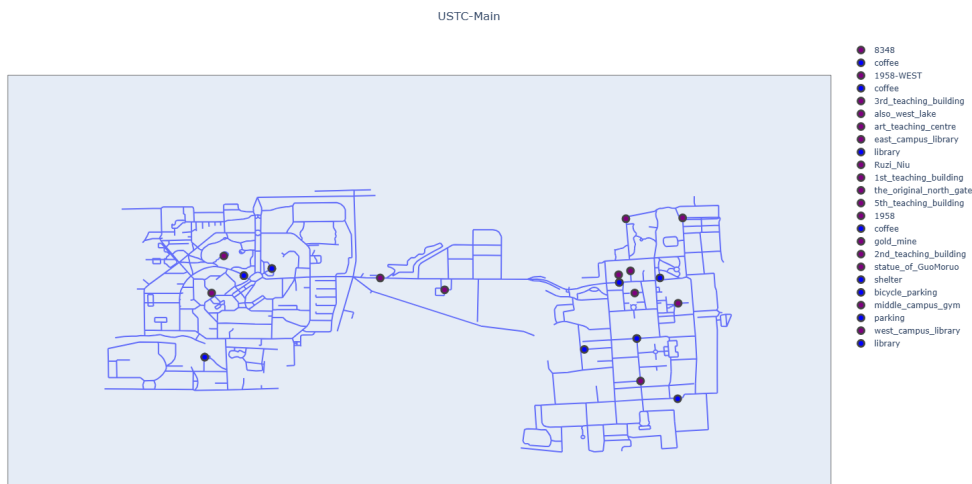 USTC-Main
8348
coffee
1958-WEST
coffee
3rd_teaching_building
also_west_lake
art_teaching_centre
east_campus_library
library
Ruzi_Niu
1st_teaching_building
the_original_north_gate
5th_teaching_building
1958
coffee
gold_mine
2nd_teaching_building
statue_of_GuoMoruo
shelter
bicycle_parking
middle_campus_gym
parking
west_campus_library
library